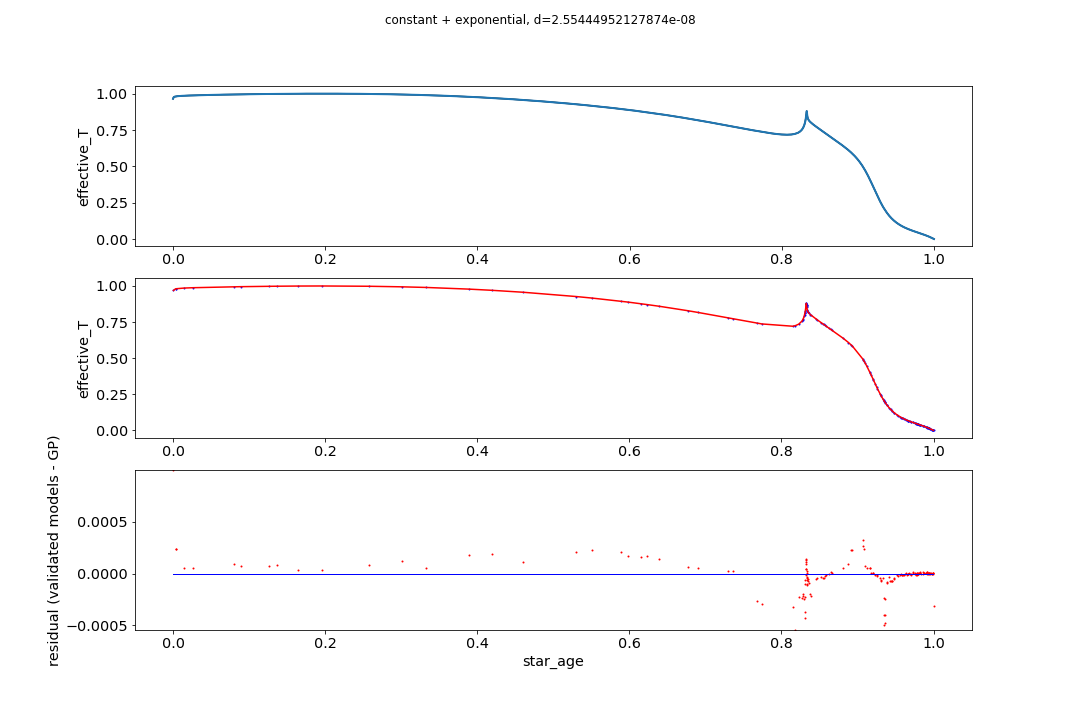 constant + exponential, d=2.55444952127874e-08
1.00
0.75
0.50
0.25
0.00
effective_T
0.0 0.2 0.4 0.6 0.8 1.0
1.00
0.75
0.50
0.25
0.00
effective_T
0.0 0.2 0.4 0.6 0.8 1.0
0.0005
0.0000
−0.0005
residual (validated models - GP)
0.0 0.2 0.4 0.6 0.8 1.0
star_age